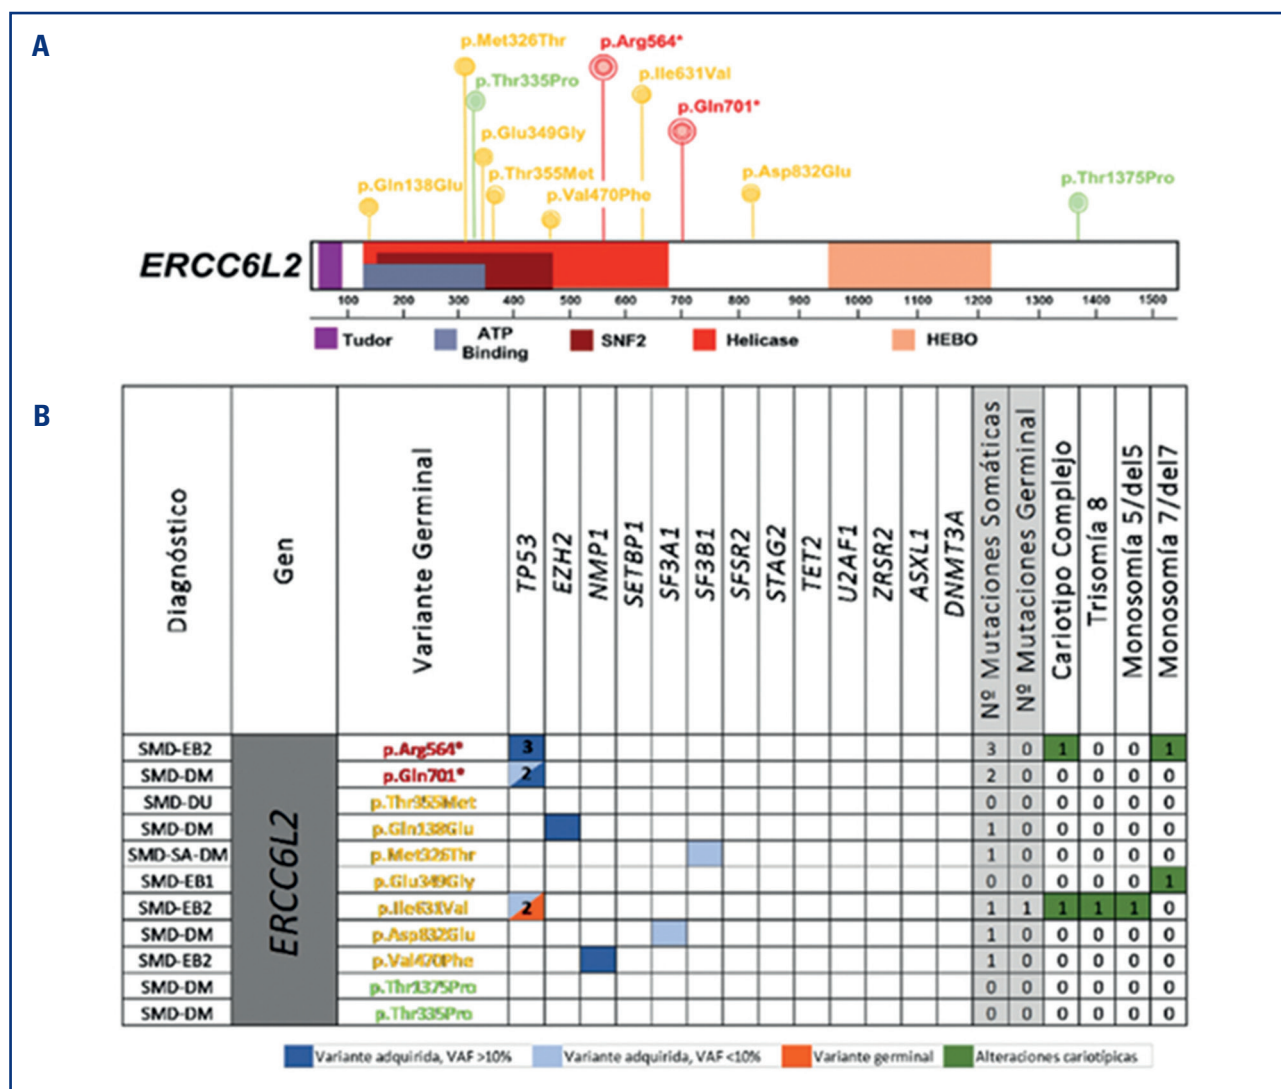 A
p.Met326Thr
p.Arg564*
p.Thr335Pro
p.Ile631Val
p.Gln701*
p.Glu349Gly
p.Thr355Met
p.Asp832Glu
p.Gln138Glu
p.Val470Phe
p.Thr1375Pro
ERCC6L2
100 200 300 400 500 600 700 800 900 1000 1100 1200 1300 1400 1500
Tudor ATP Binding SNF2 Helicase HEBO
B
Diagnóstico Gen Variante Germinal TP53 EZH2 NMP1 SETBP1 SF3A1 SF3B1 SFSR2 STAG2 TET2 U2AF1 ZRSR2 ASXL1 DNMT3A Nº Mutaciones Somáticas Nº Mutaciones Germinal Cariotipo Complejo Trisomía 8 Monosomía 5/del5 Monosomía 7/del7
ERCC6L2
SMD-EB2 p.Arg564* 3 3 0 1 0 0 1
SMD-DM p.Gln701* 2 2 0 0 0 0 0
SMD-DU p.Thr355Met 0 0 0 0 0 0
SMD-DM p.Gln138Glu 1 0 0 0 0 0
SMD-SA-DM p.Met326Thr 1 0 0 0 0 0
SMD-EB1 p.Glu349Gly 0 0 0 0 0 1
SMD-EB2 p.Ile631Val 2 1 1 1 1 1 0
SMD-DM p.Asp832Glu 1 0 0 0 0 0
SMD-EB2 p.Val470Phe 1 0 0 0 0 0
SMD-DM p.Thr1375Pro 0 0 0 0 0 0
SMD-DM p.Thr335Pro 0 0 0 0 0 0
Variante adquirida, VAF >10% Variante adquirida, VAF <10% Variante germinal Alteraciones cariotípicas